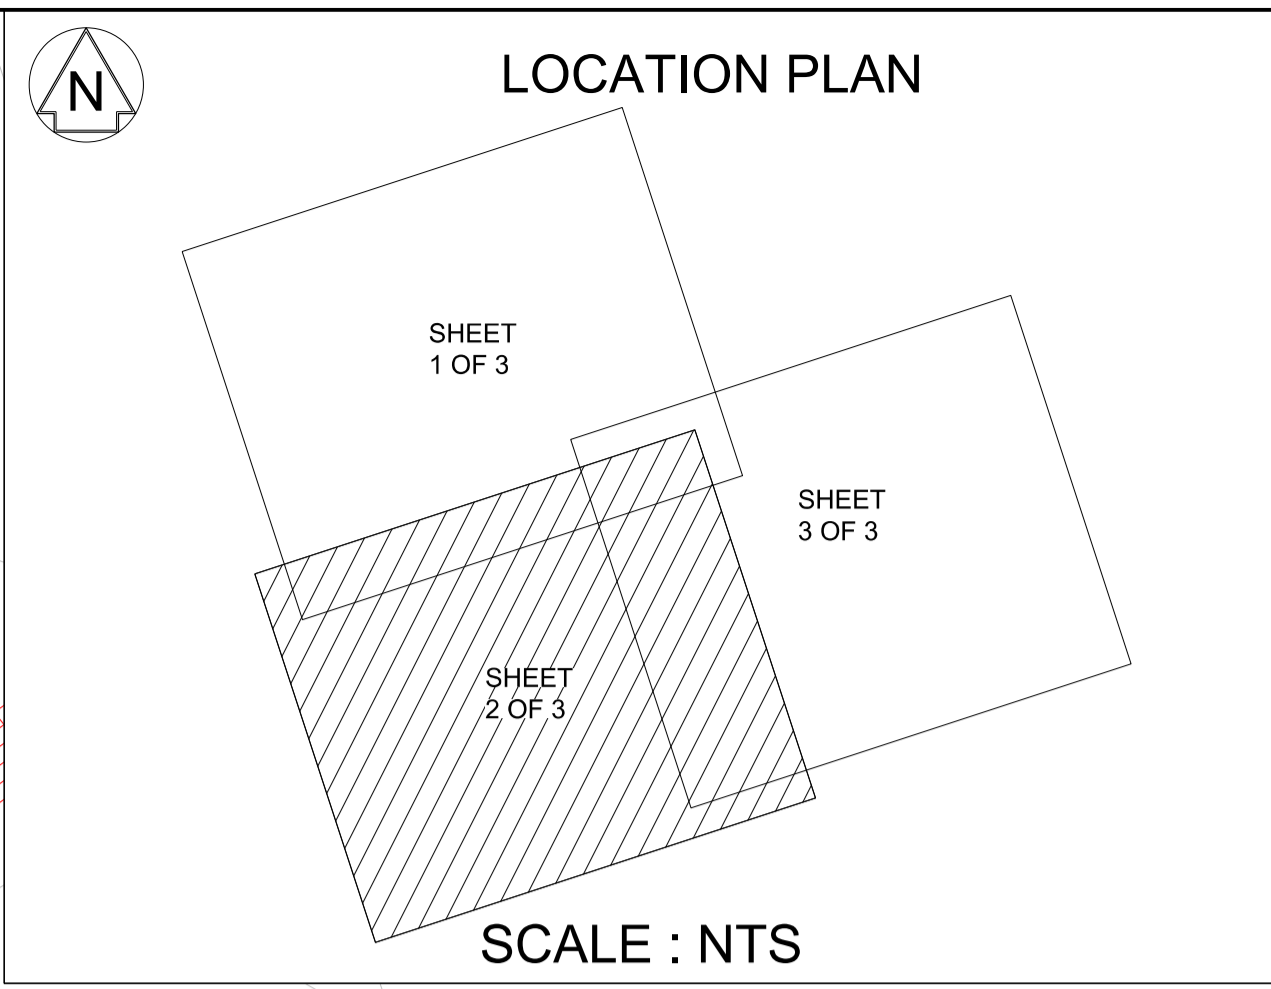 N
LOCATION PLAN
SHEET
1 OF 3
SHEET
3 OF 3
SHEET
2 OF 3
SCALE : NTS